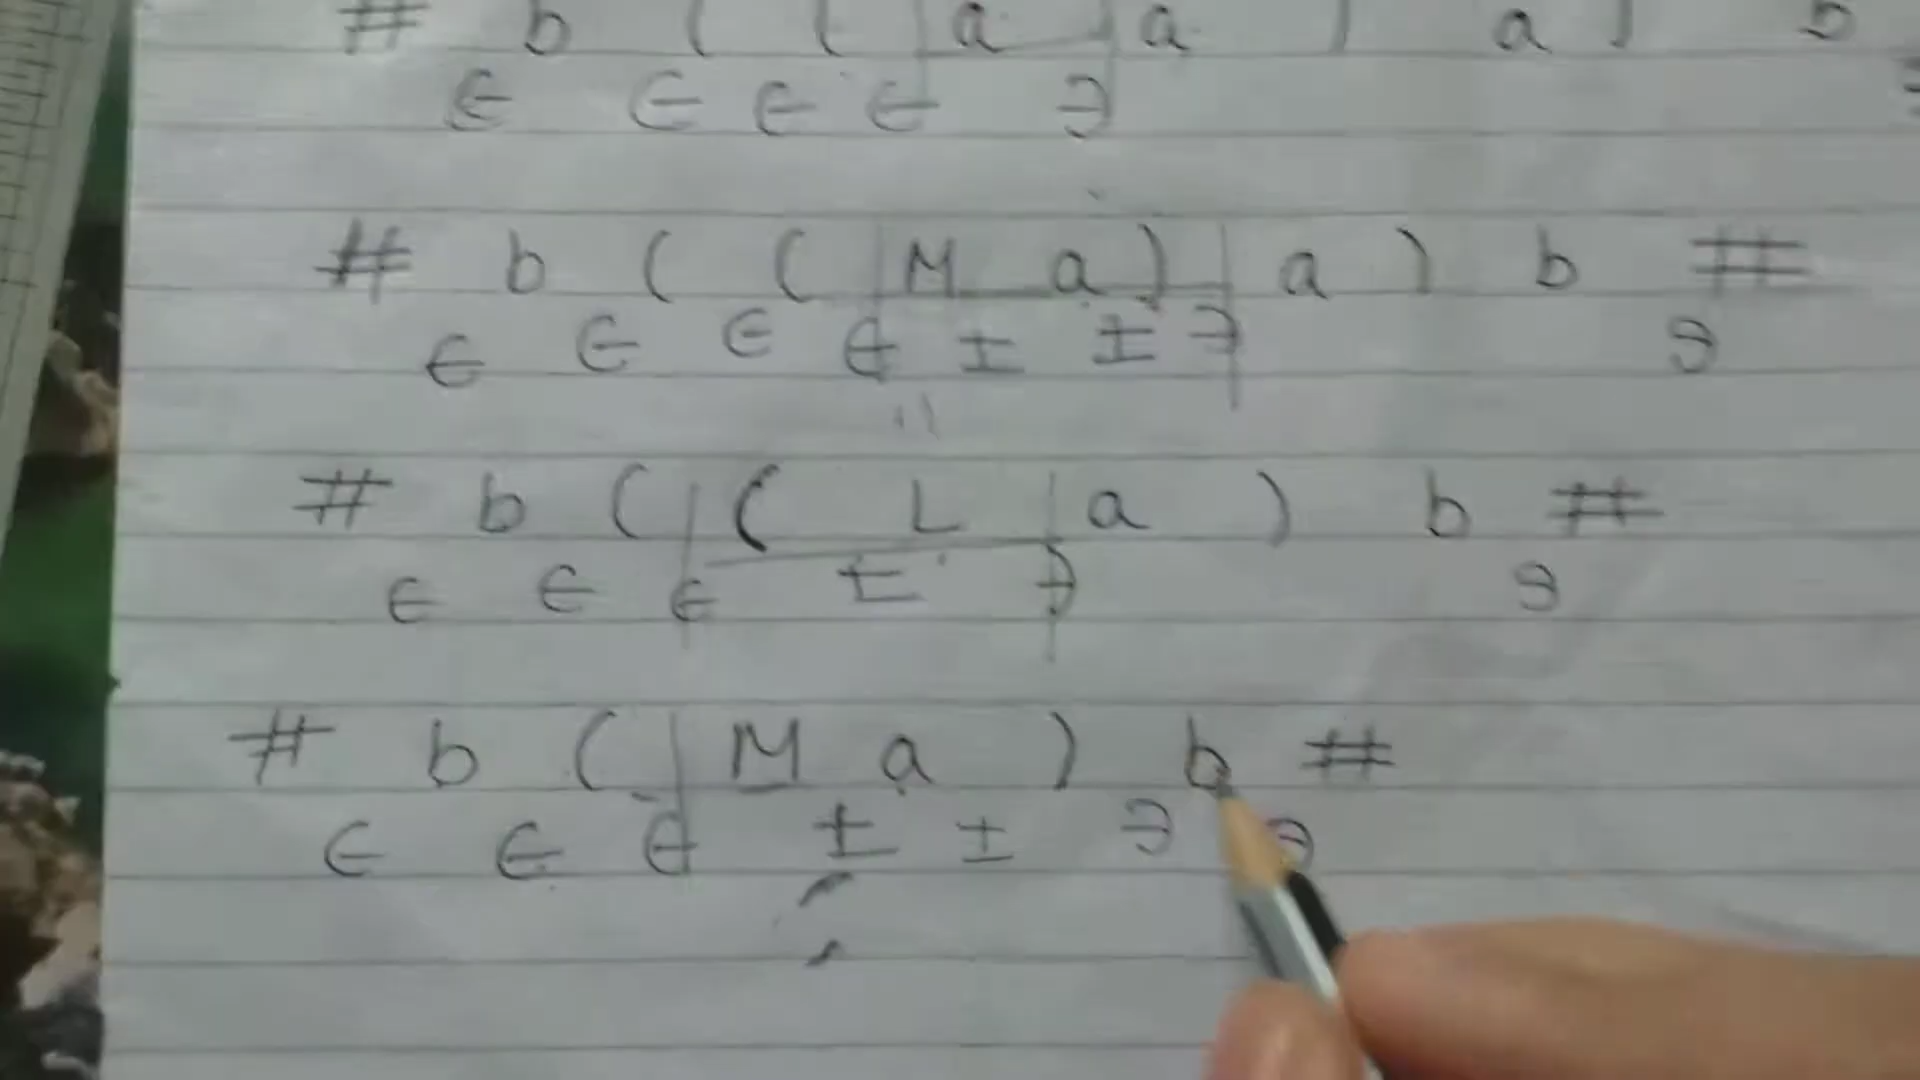 # b ( ( a a ) a ) b
∈ ∈ ∈ ∈ ∋
# b ( ( M a ) a ) b #
∈ ∈ ∈ ∈ ± ± ∋ ∋
# b ( ( L a ) b #
∈ ∈ ∈ ± ∋ ∋
# b ( M a ) b #
∈ ∈ ∈ ± ± ∋ ∋